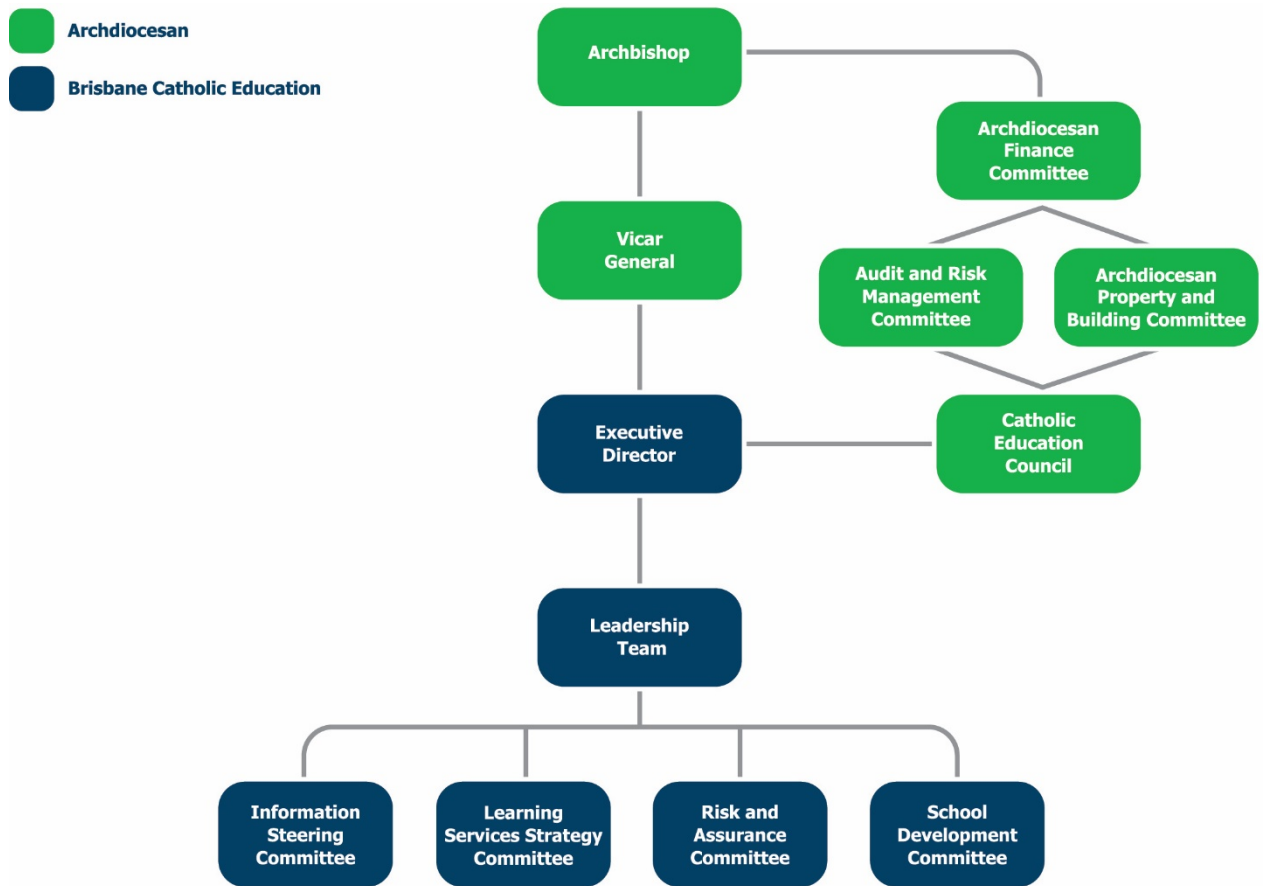 Archdiocesan
Brisbane Catholic Education
Archbishop
Archdiocesan
Finance
Committee
Vicar
General
Audit and Risk
Management
Committee
Archdiocesan
Property and
Building Committee
Executive
Director
Catholic
Education
Council
Leadership
Team
Information
Steering
Committee
Learning
Services Strategy
Committee
Risk and
Assurance
Committee
School
Development
Committee